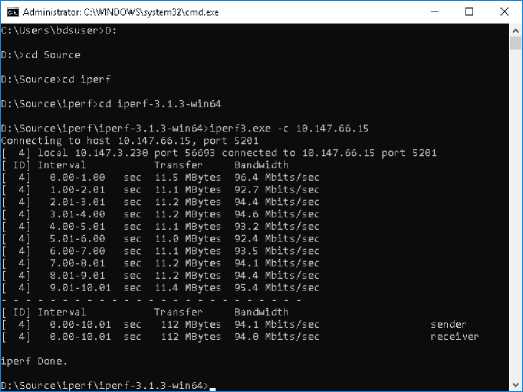 Administrator: C:\WINDOWS\system32\cmd.exe
C:\Users\bdsuser>D:
D:\>cd Source
D:\Source>cd iperf
D:\Source\iperf>cd iperf-3.1.3-win64
D:\Source\iperf\iperf-3.1.3-win64>iperf3.exe -c 10.147.66.15
Connecting to host 10.147.66.15, port 5201
[  4] local 10.147.3.230 port 56693 connected to 10.147.66.15 port 5201
[ ID] Interval           Transfer     Bandwidth
[  4]   0.00-1.00   sec  11.5 MBytes  96.4 Mbits/sec
[  4]   1.00-2.01   sec  11.1 MBytes  92.7 Mbits/sec
[  4]   2.01-3.01   sec  11.2 MBytes  94.4 Mbits/sec
[  4]   3.01-4.00   sec  11.2 MBytes  94.6 Mbits/sec
[  4]   4.00-5.01   sec  11.1 MBytes  93.2 Mbits/sec
[  4]   5.01-6.00   sec  11.0 MBytes  92.4 Mbits/sec
[  4]   6.00-7.00   sec  11.1 MBytes  93.5 Mbits/sec
[  4]   7.00-8.01   sec  11.2 MBytes  94.1 Mbits/sec
[  4]   8.01-9.01   sec  11.2 MBytes  94.4 Mbits/sec
[  4]   9.01-10.01  sec  11.4 MBytes  95.4 Mbits/sec
- - - - - - - - - - - - - - - - - - - - - - - - -
[ ID] Interval           Transfer     Bandwidth
[  4]   0.00-10.01  sec   112 MBytes  94.1 Mbits/sec                  sender
[  4]   0.00-10.01  sec   112 MBytes  94.0 Mbits/sec                  receiver
iperf Done.
D:\Source\iperf\iperf-3.1.3-win64>